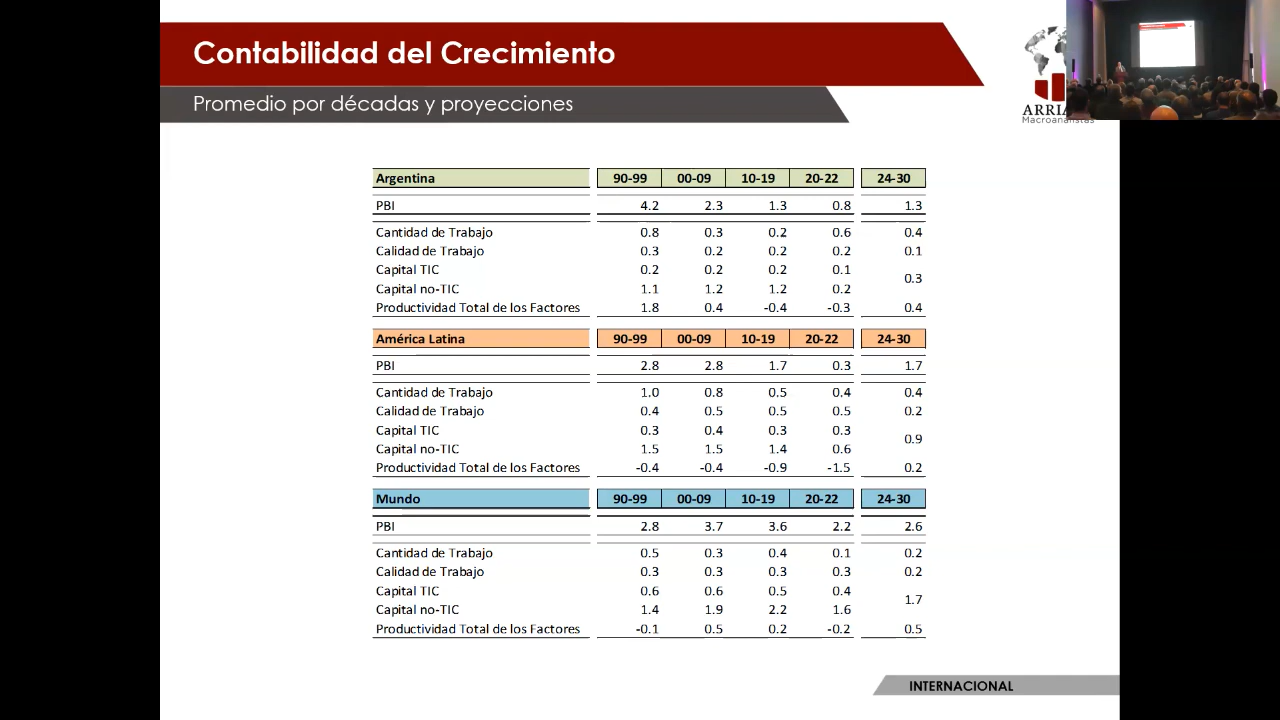 Contabilidad del Crecimiento
Promedio por décadas y proyecciones
Macroanalistas
Argentina 90-99 00-09 10-19 20-22 24-30
PBI 4.2 2.3 1.3 0.8 1.3
Cantidad de Trabajo 0.8 0.3 0.2 0.6 0.4
Calidad de Trabajo 0.3 0.2 0.2 0.2 0.1
Capital TIC 0.2 0.2 0.2 0.1
0.3
Capital no-TIC 1.1 1.2 1.2 0.2
Productividad Total de los Factores 1.8 0.4 -0.4 -0.3 0.4
América Latina 90-99 00-09 10-19 20-22 24-30
PBI 2.8 2.8 1.7 0.3 1.7
Cantidad de Trabajo 1.0 0.8 0.5 0.4 0.4
Calidad de Trabajo 0.4 0.5 0.5 0.5 0.2
Capital TIC 0.3 0.4 0.3 0.3
0.9
Capital no-TIC 1.5 1.5 1.4 0.6
Productividad Total de los Factores -0.4 -0.4 -0.9 -1.5 0.2
Mundo 90-99 00-09 10-19 20-22 24-30
PBI 2.8 3.7 3.6 2.2 2.6
Cantidad de Trabajo 0.5 0.3 0.4 0.1 0.2
Calidad de Trabajo 0.3 0.3 0.3 0.3 0.2
Capital TIC 0.6 0.6 0.5 0.4
1.7
Capital no-TIC 1.4 1.9 2.2 1.6
Productividad Total de los Factores -0.1 0.5 0.2 -0.2 0.5
INTERNACIONAL